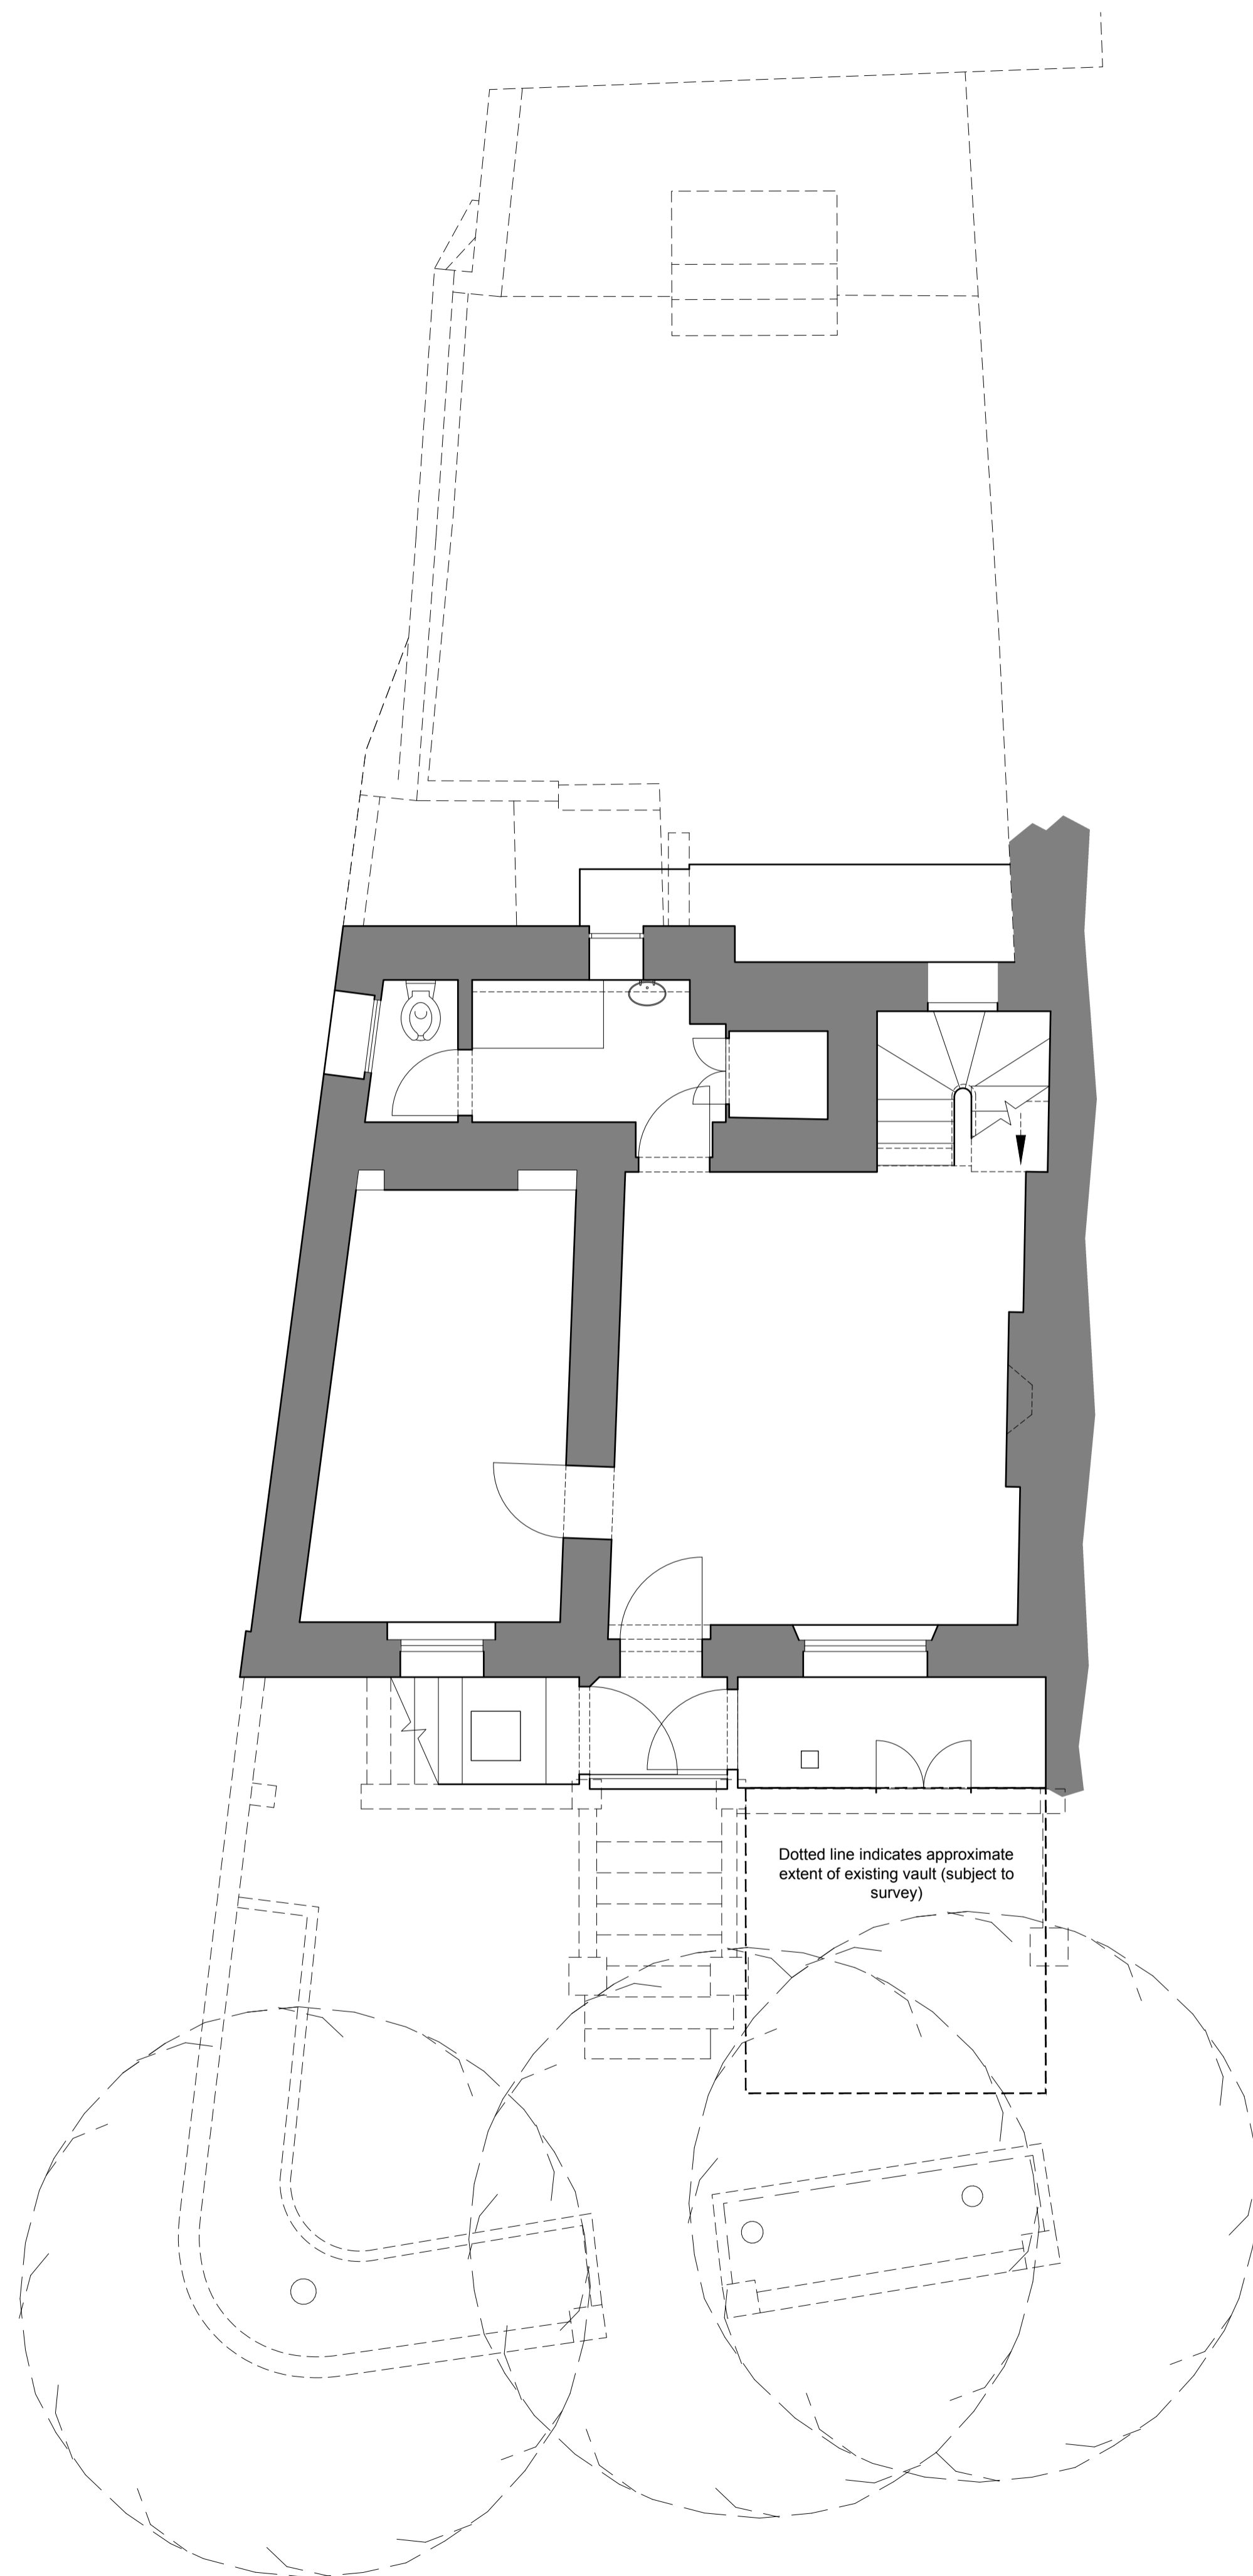 Dotted line indicates approximate
extent of existing vault (subject to
survey)